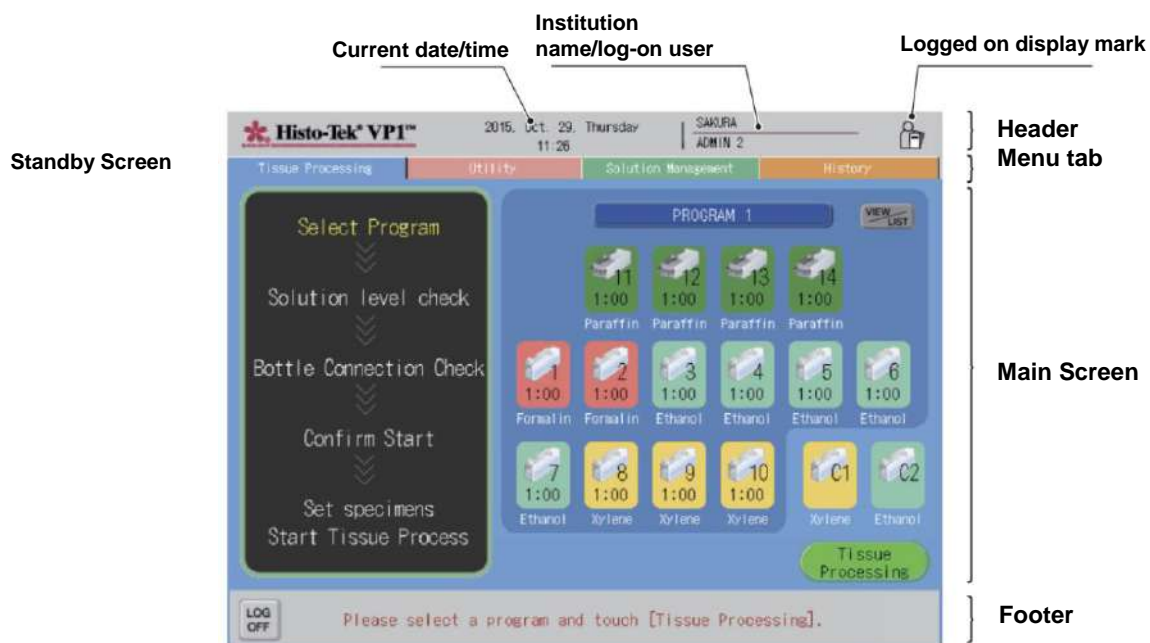 Institution
name/log-on user
Current date/time
Logged on display mark
Standby Screen
Histo-Tek® VP1™
2015. Oct. 29. Thursday
11:26
SAKURA
ADMIN 2
Header
Menu tab
Tissue Processing
Utility
Solution Management
History
Select Program
Solution level check
Bottle Connection Check
Confirm Start
Set specimens
Start Tissue Process
PROGRAM 1
VIEW LIST
11 12 13 14
1:00 1:00 1:00 1:00
Paraffin Paraffin Paraffin Paraffin
1 2 3 4 5 6
1:00 1:00 1:00 1:00 1:00 1:00
Formalin Formalin Ethanol Ethanol Ethanol Ethanol
7 8 9 10 C1 C2
1:00 1:00 1:00 1:00
Ethanol Xylene Xylene Xylene Xylene Ethanol
Tissue
Processing
Main Screen
LOG
OFF
Please select a program and touch [Tissue Processing].
Footer